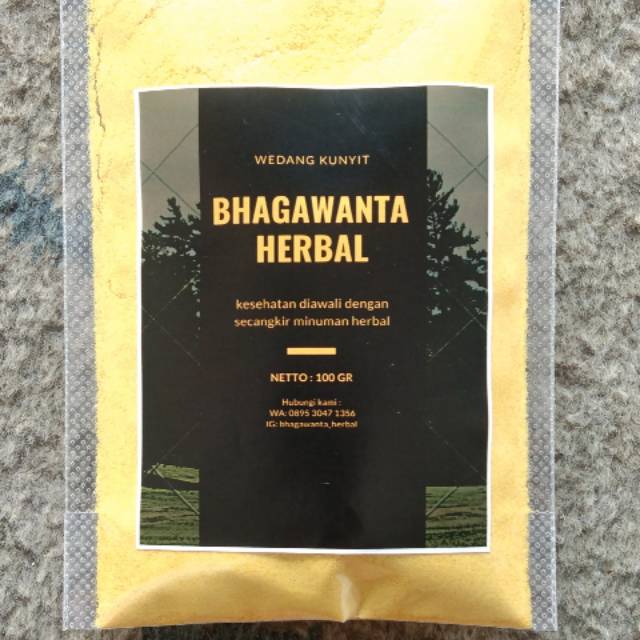 WEDANG KUNYIT
BHAGAWANTA
HERBAL
kesehatan diawali dengan
secangkir minuman herbal
NETTO : 100 GR
Hubungi kami :
WA: 0895 3047 1356
IG: bhagawanta_herbal